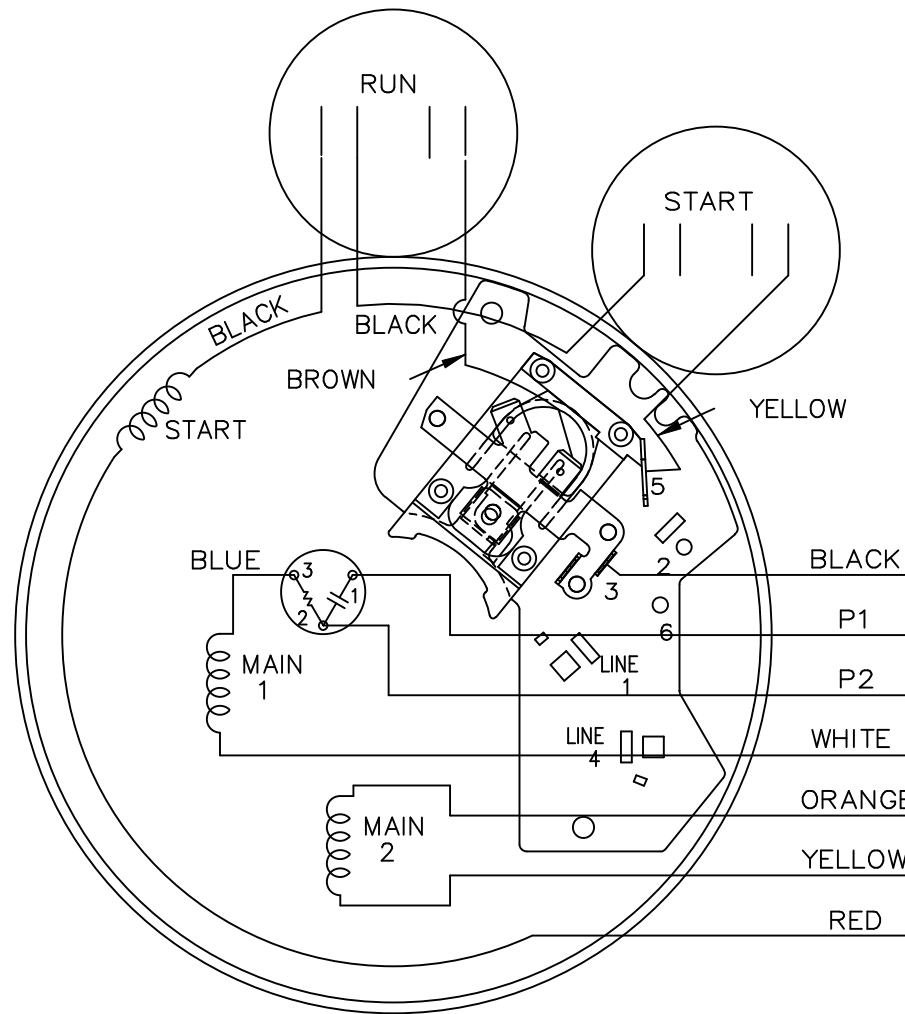 RUN
START
BLACK
BLACK
BROWN
YELLOW
START
5
2
BLUE
3
1
2
3
BLACK
6
P1
MAIN
1
LINE
1
P2
LINE
4
WHITE
MAIN
2
ORANGE
YELLOW
RED